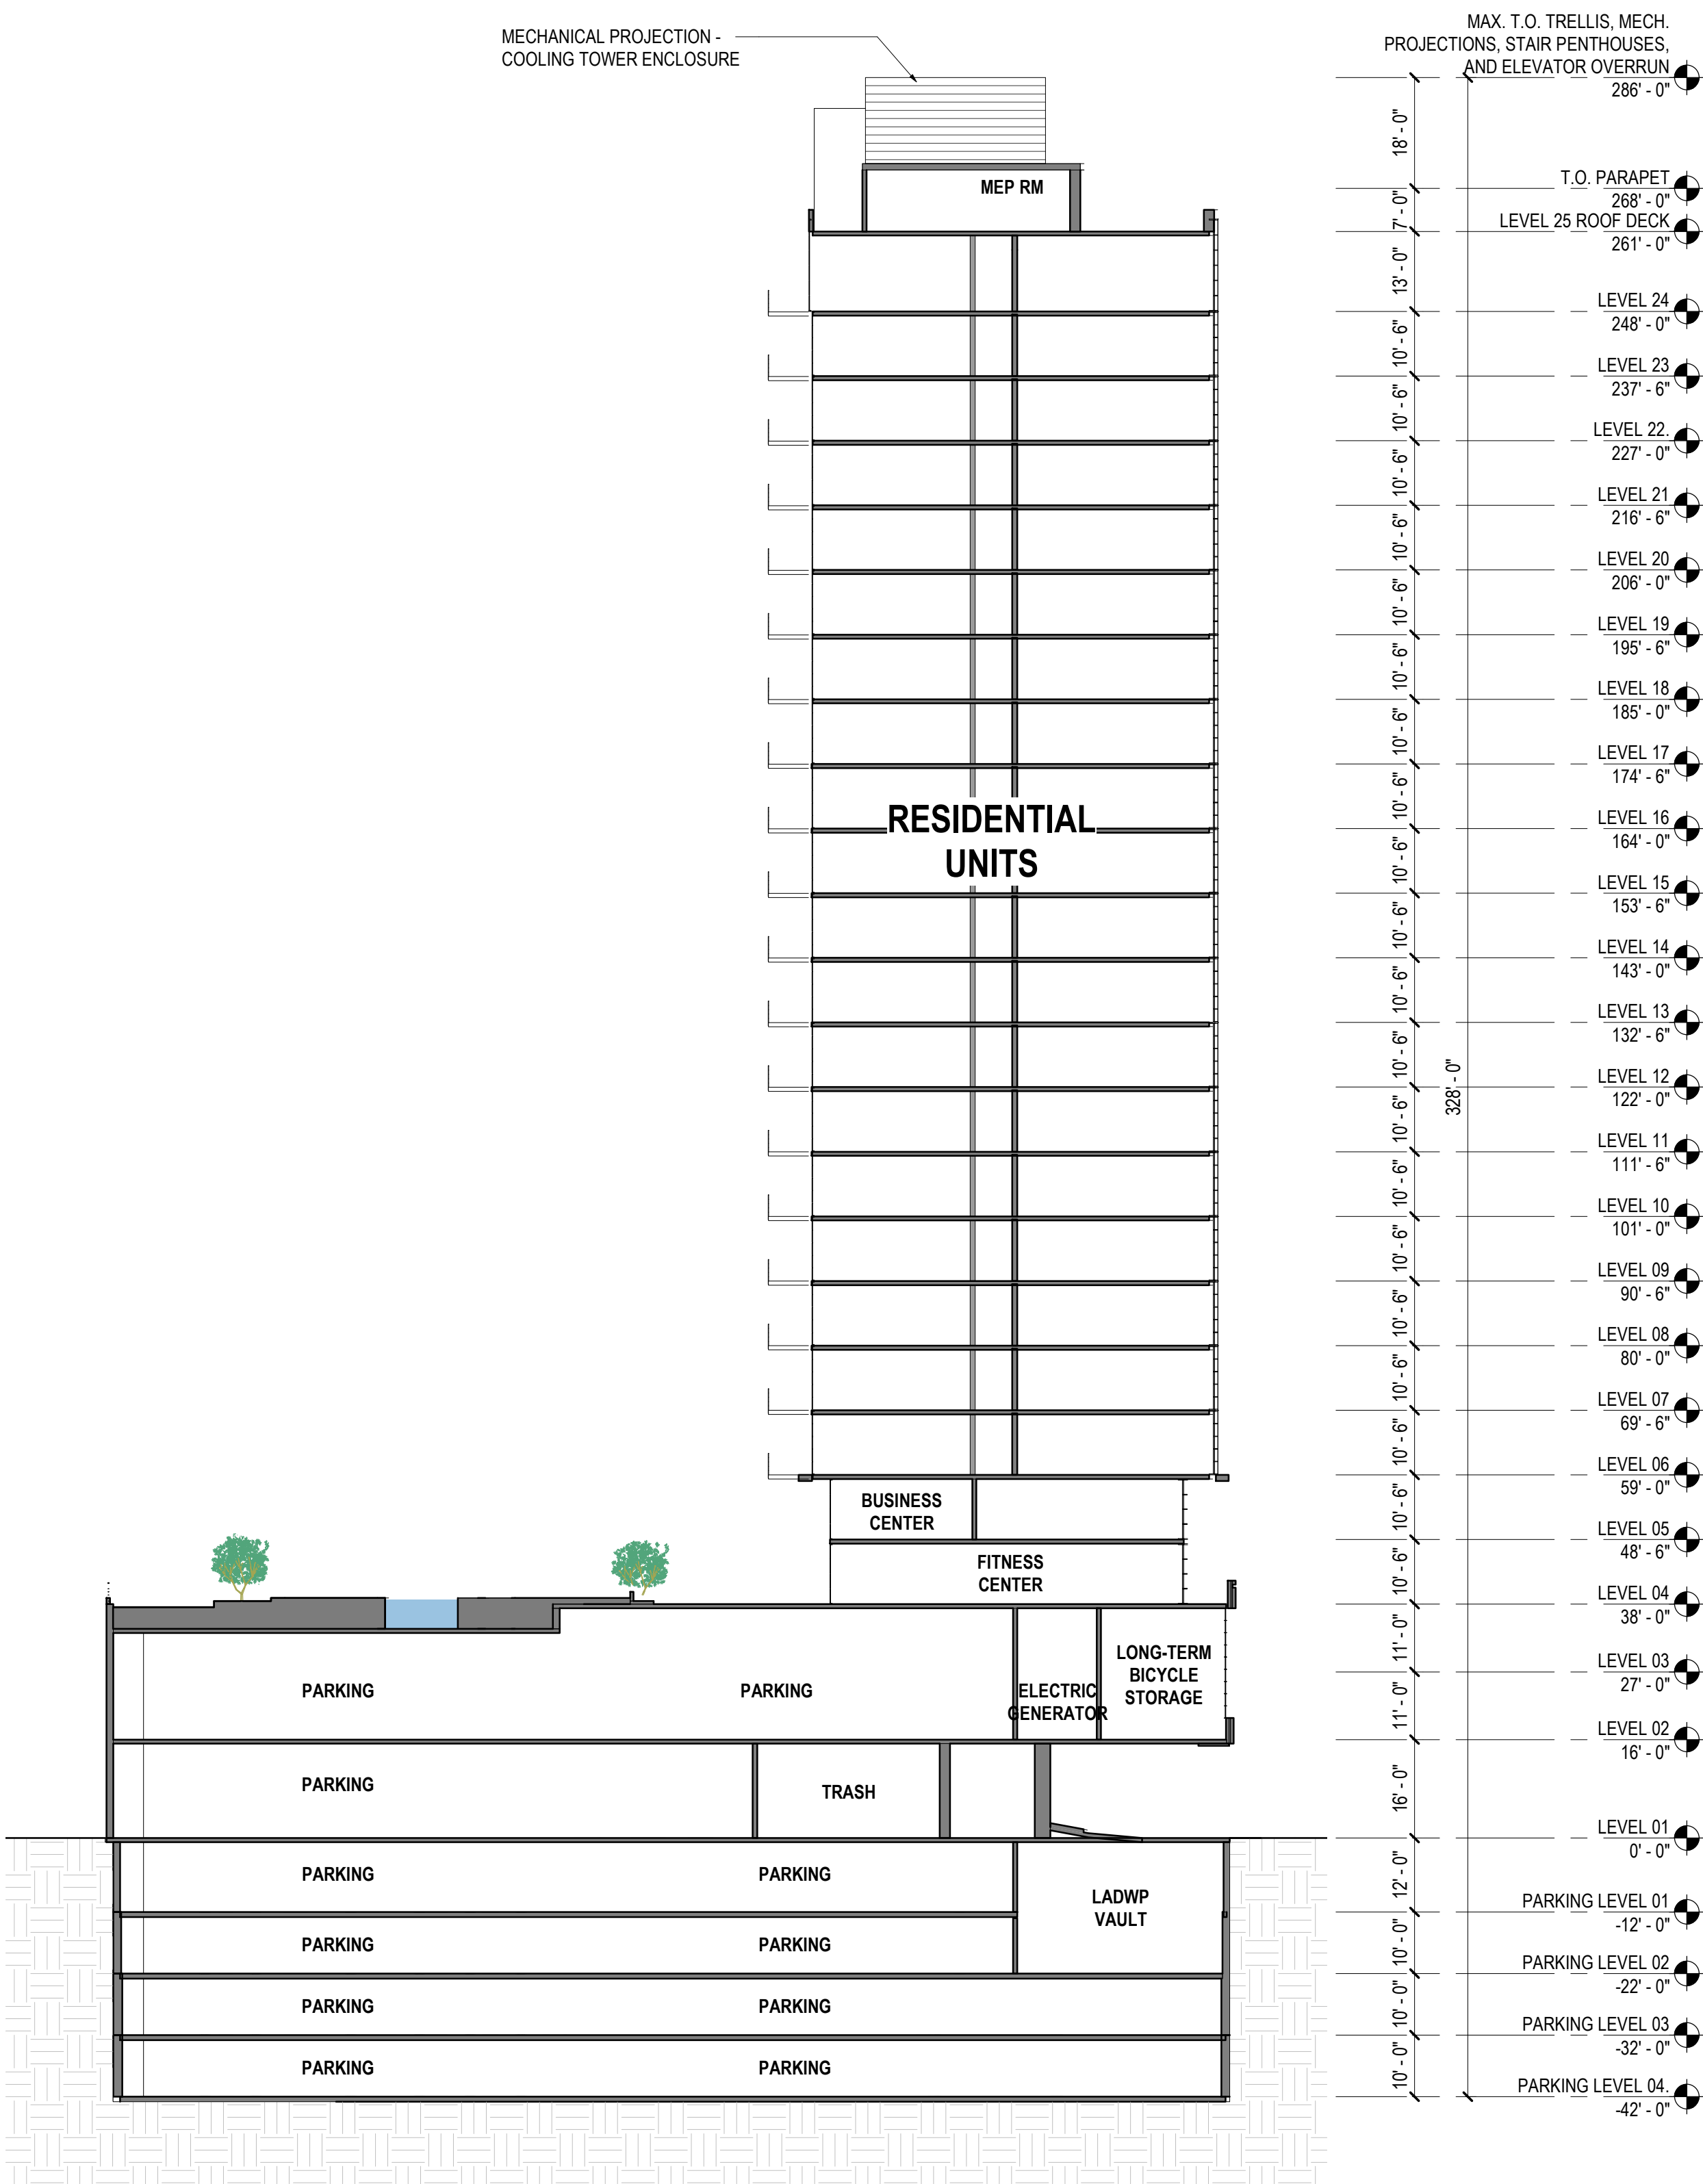 MECHANICAL PROJECTION -
COOLING TOWER ENCLOSURE
MAX. T.O. TRELLIS, MECH.
PROJECTIONS, STAIR PENTHOUSES,
AND ELEVATOR OVERRUN
286' - 0"
18' - 0"
MEP RM
T.O. PARAPET
268' - 0"
7' - 0"
LEVEL 25 ROOF DECK
261' - 0"
13' - 0"
LEVEL 24
248' - 0"
10' - 6"
LEVEL 23
237' - 6"
10' - 6"
LEVEL 22.
227' - 0"
10' - 6"
LEVEL 21
216' - 6"
10' - 6"
LEVEL 20
206' - 0"
10' - 6"
LEVEL 19
195' - 6"
10' - 6"
LEVEL 18
185' - 0"
10' - 6"
LEVEL 17
174' - 6"
10' - 6"
RESIDENTIAL
UNITS
LEVEL 16
164' - 0"
10' - 6"
LEVEL 15
153' - 6"
10' - 6"
LEVEL 14
143' - 0"
10' - 6"
LEVEL 13
132' - 6"
10' - 6"
328' - 0"
LEVEL 12
122' - 0"
10' - 6"
LEVEL 11
111' - 6"
10' - 6"
LEVEL 10
101' - 0"
10' - 6"
LEVEL 09
90' - 6"
10' - 6"
LEVEL 08
80' - 0"
10' - 6"
LEVEL 07
69' - 6"
10' - 6"
LEVEL 06
59' - 0"
BUSINESS
CENTER
10' - 6"
LEVEL 05
48' - 6"
FITNESS
CENTER
10' - 6"
LEVEL 04
38' - 0"
11' - 0"
LEVEL 03
27' - 0"
PARKING
PARKING
ELECTRIC
GENERATOR
LONG-TERM
BICYCLE
STORAGE
11' - 0"
LEVEL 02
16' - 0"
PARKING
TRASH
16' - 0"
LEVEL 01
0' - 0"
PARKING
PARKING
LADWP
VAULT
12' - 0"
PARKING LEVEL 01
-12' - 0"
PARKING
PARKING
10' - 0"
PARKING LEVEL 02
-22' - 0"
PARKING
PARKING
10' - 0"
PARKING LEVEL 03
-32' - 0"
PARKING
PARKING
10' - 0"
PARKING LEVEL 04.
-42' - 0"